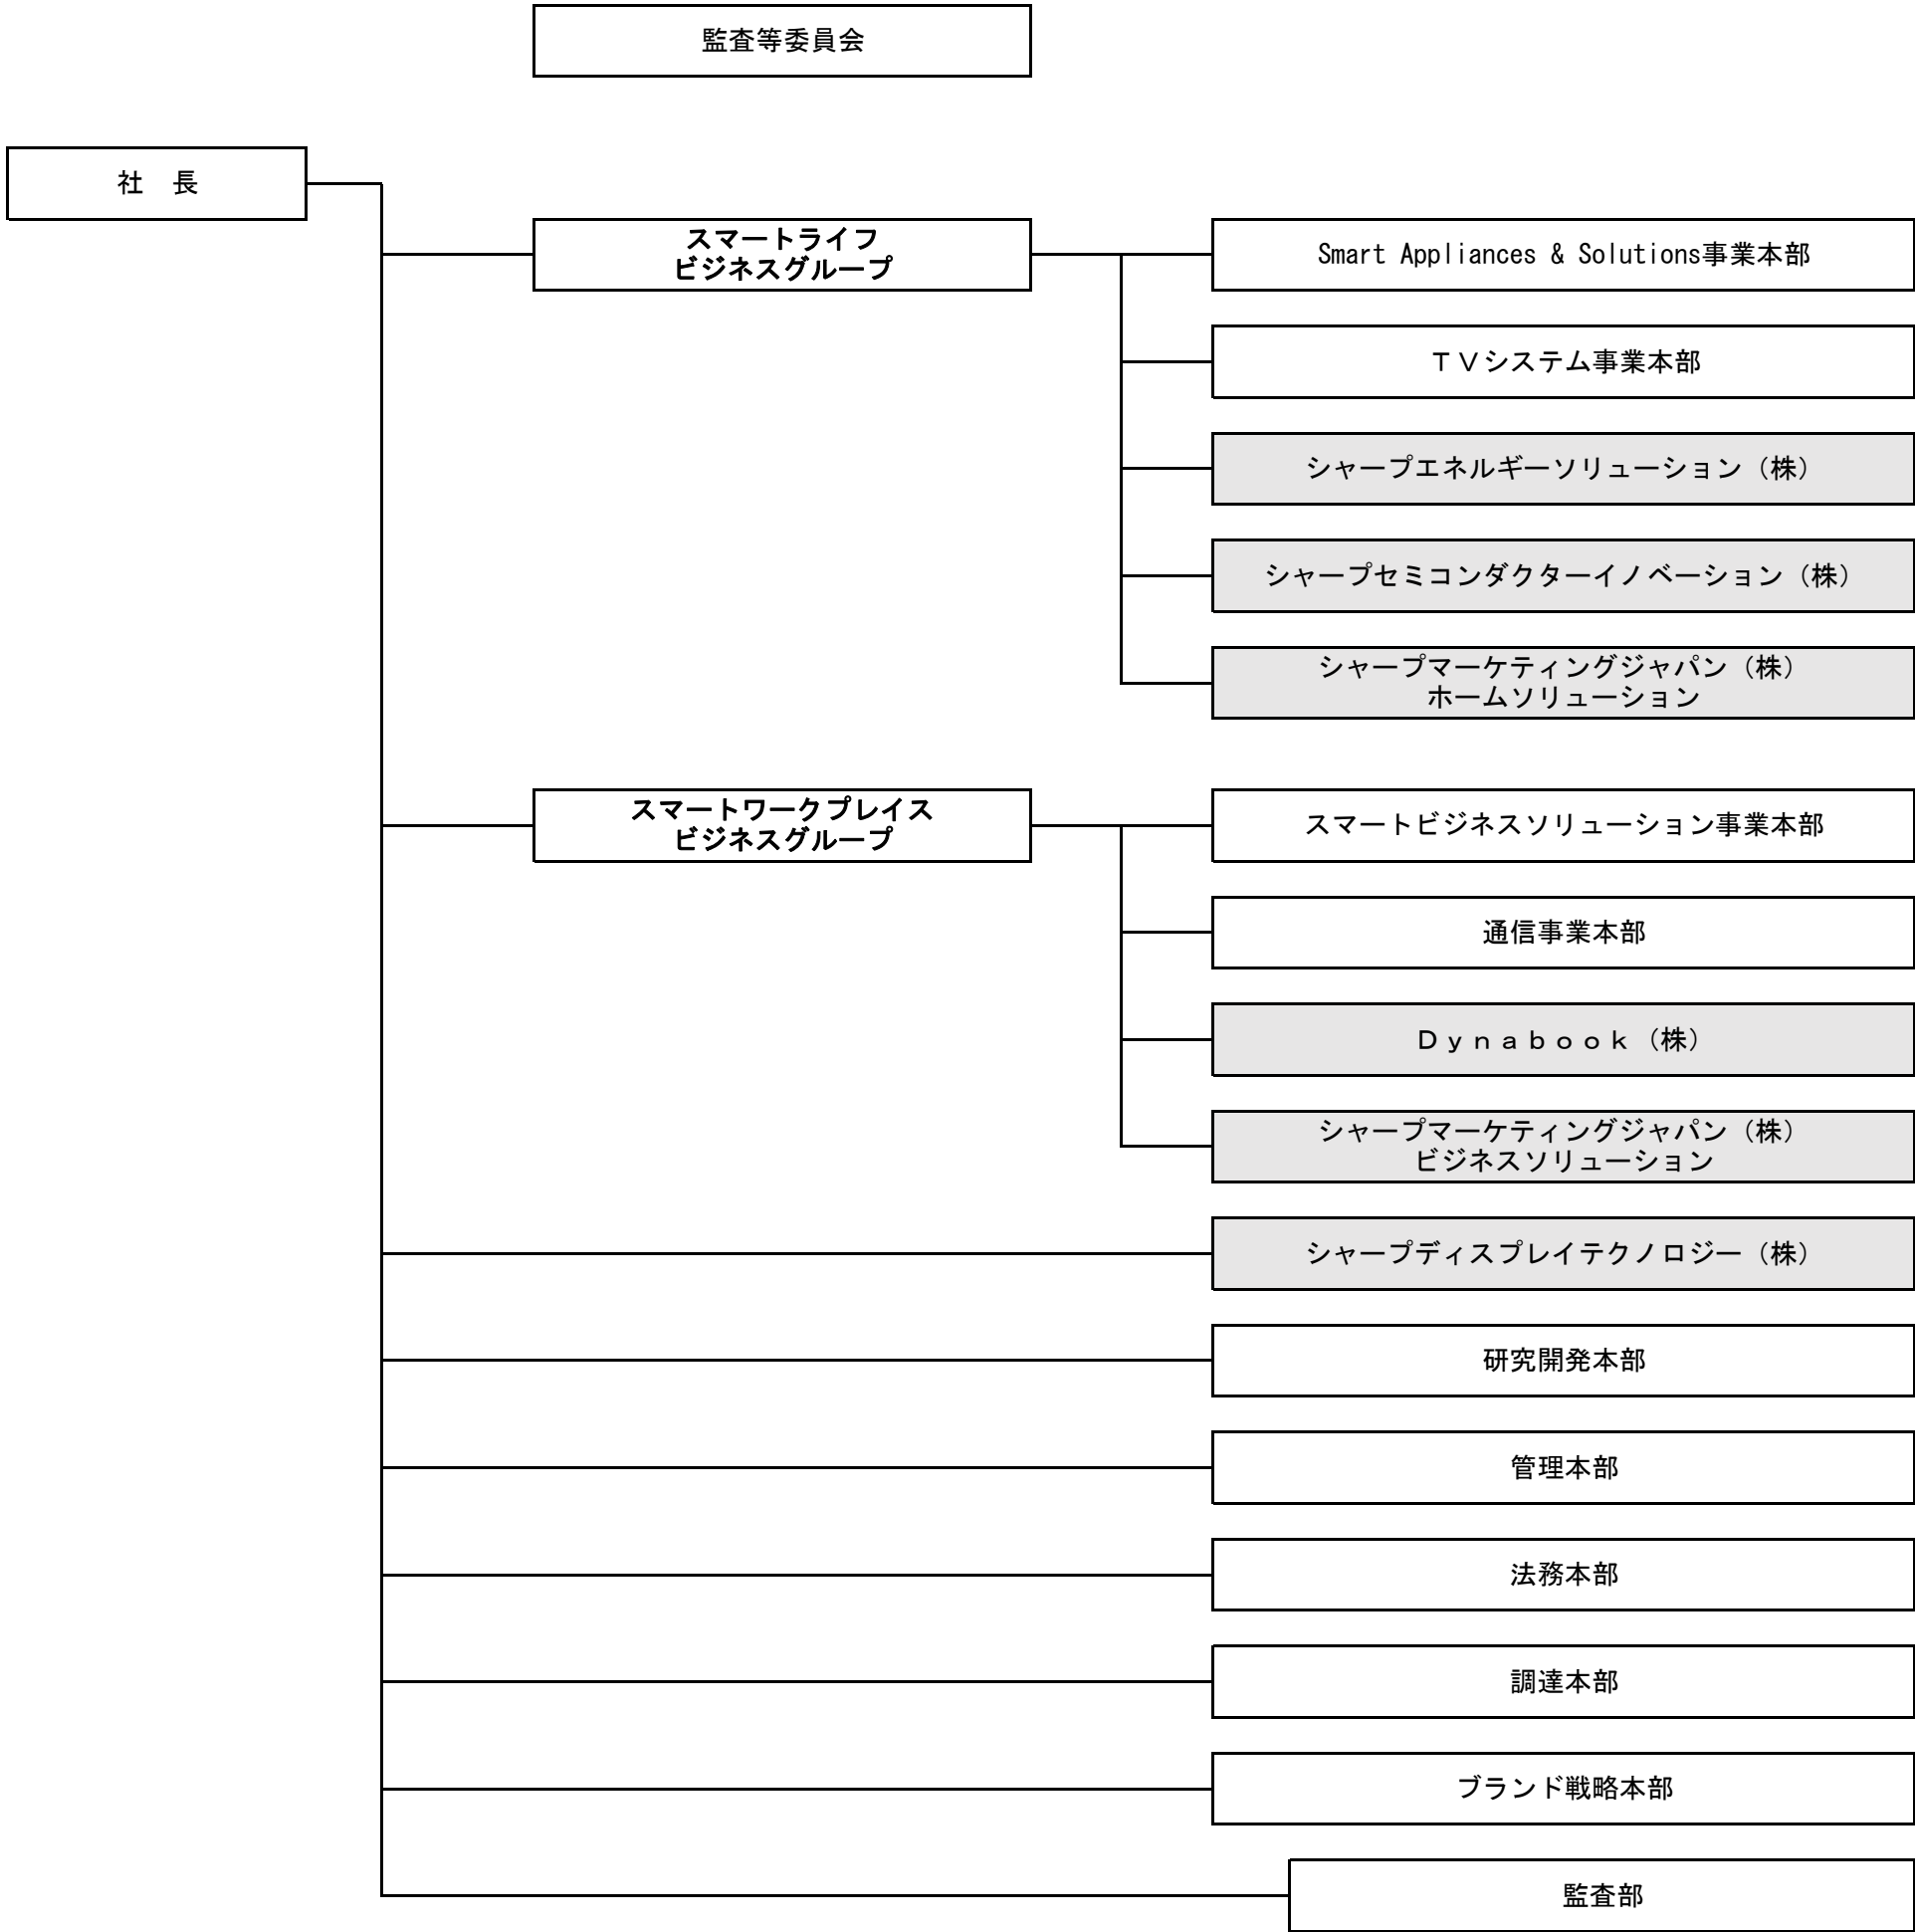 監査等委員会
社　長
スマートライフ
ビジネスグループ
Smart Appliances & Solutions事業本部
ＴＶシステム事業本部
シャープエネルギーソリューション（株）
シャープセミコンダクターイノベーション（株）
シャープマーケティングジャパン（株）
ホームソリューション
スマートワークプレイス
ビジネスグループ
スマートビジネスソリューション事業本部
通信事業本部
Ｄｙｎａｂｏｏｋ（株）
シャープマーケティングジャパン（株）
ビジネスソリューション
シャープディスプレイテクノロジー（株）
研究開発本部
管理本部
法務本部
調達本部
ブランド戦略本部
監査部